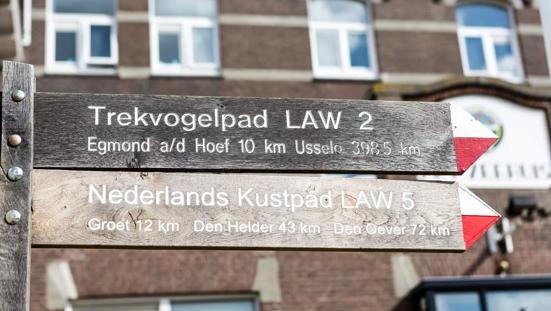 Trekvogelpad LAW 2
Egmond a/d Hoef 10 km Usselo 398.5 km
Nederlands Kustpad LAW 5
Groet 12 km Den Helder 43 km Den Oever 72 km